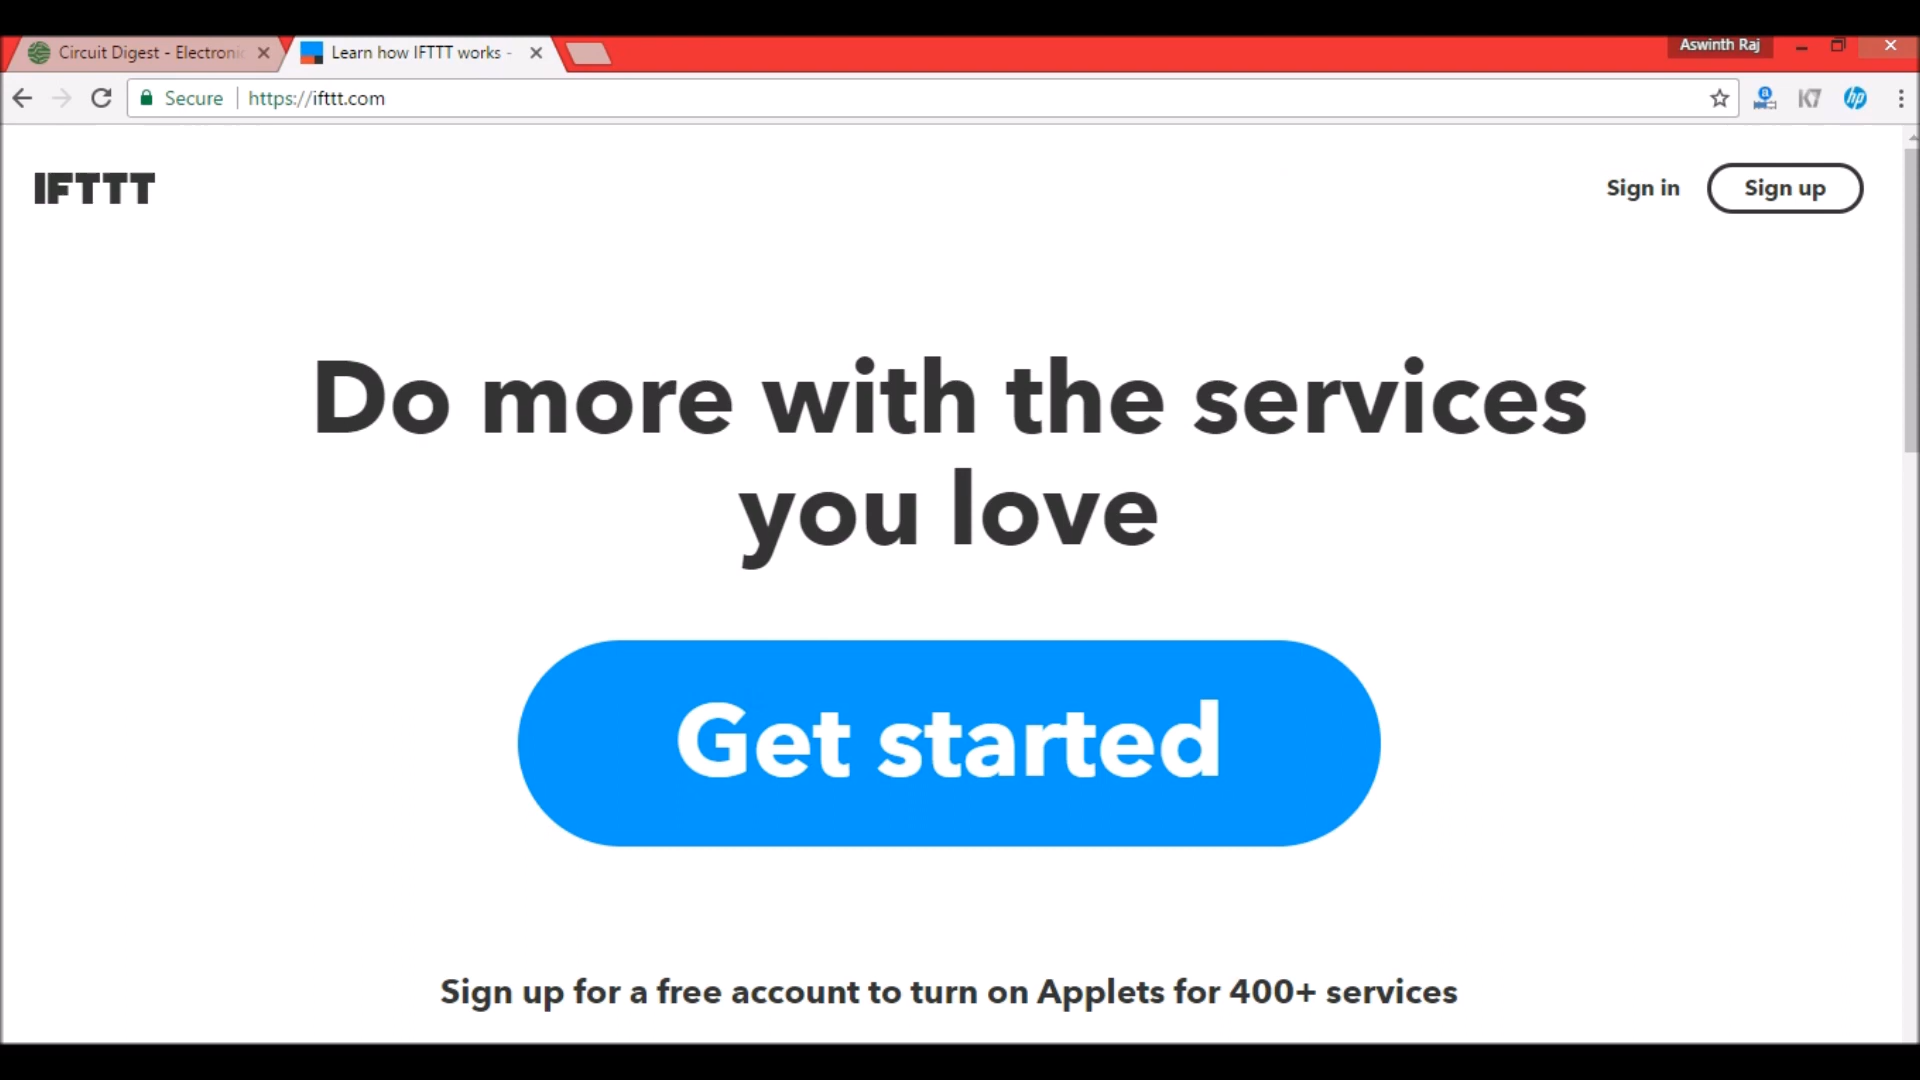 Circuit Digest - Electronic
Learn how IFTTT works -
Aswinth Raj
Secure
https://ifttt.com
K7
hp
IFTTT
Sign in
Sign up
Do more with the services
you love
Get started
Sign up for a free account to turn on Applets for 400+ services